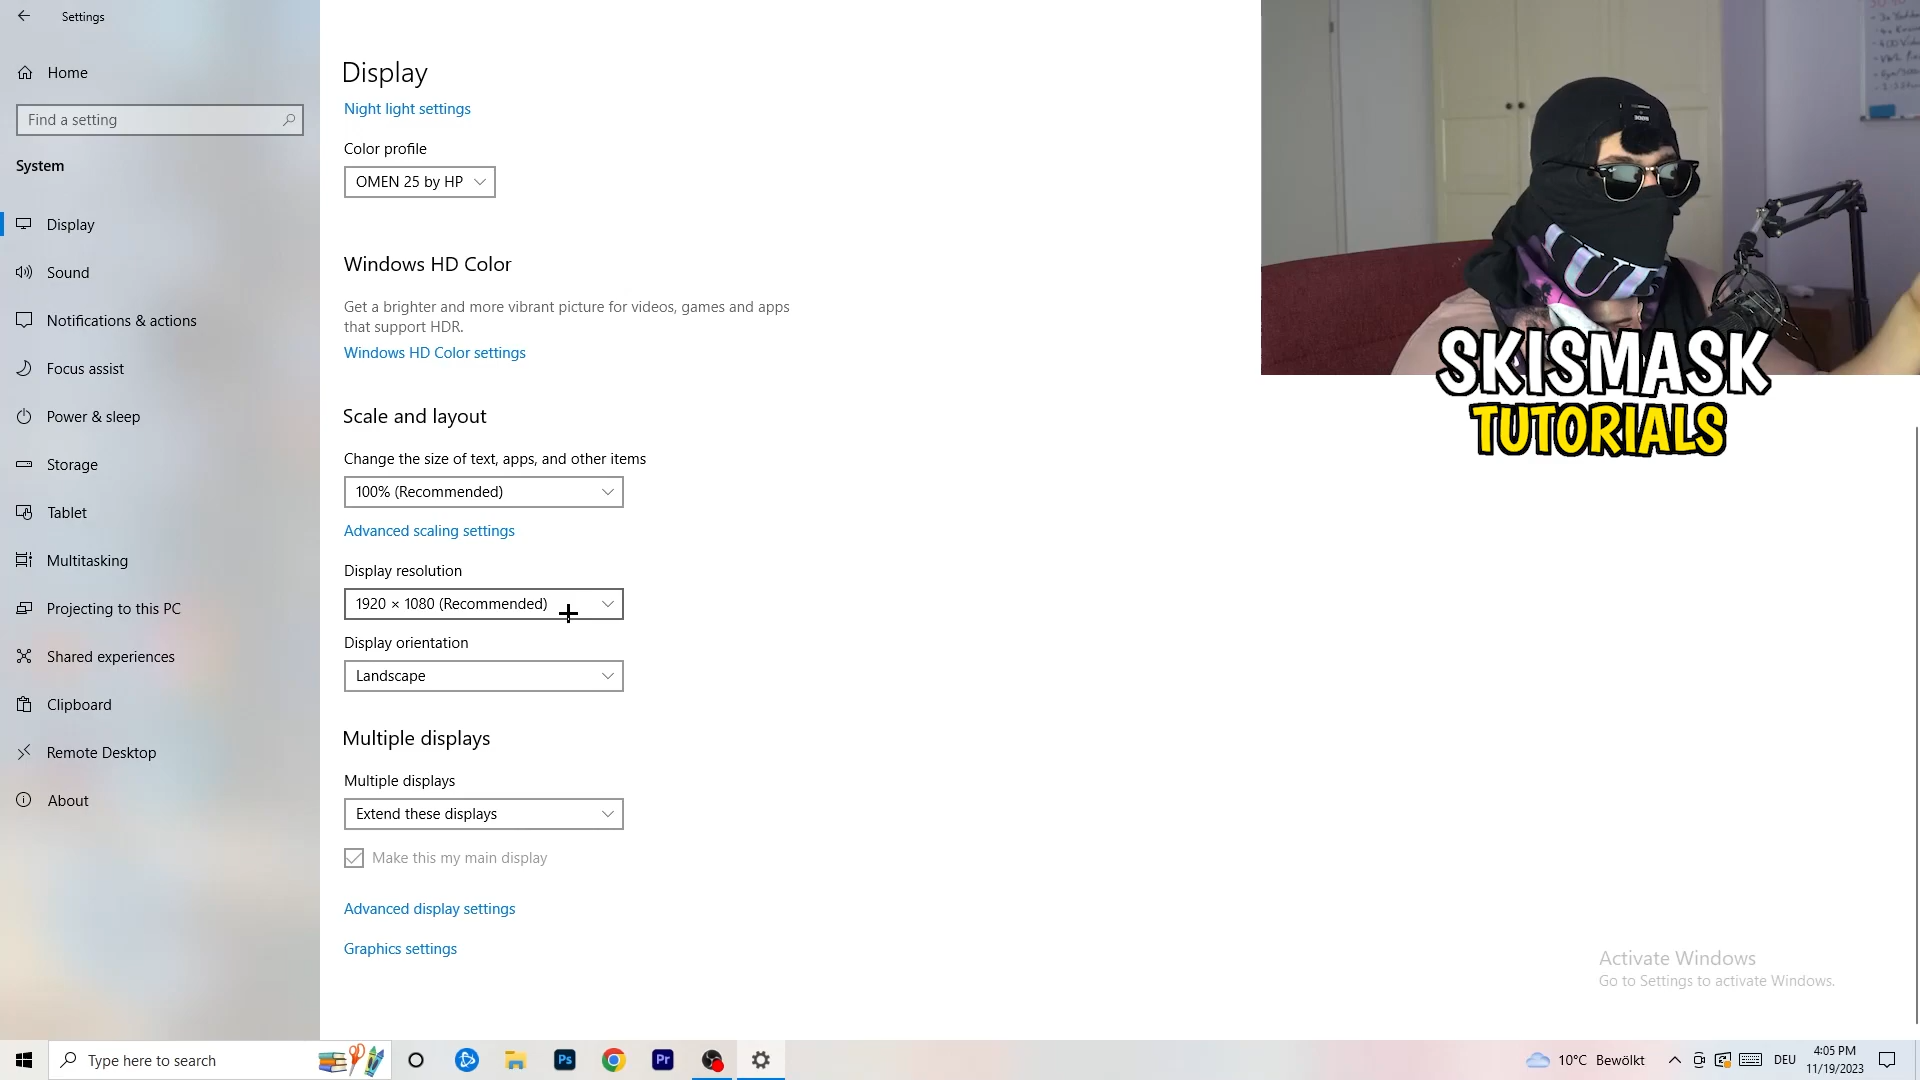 Settings
Home
Find a setting
System
Display
Sound
Notifications & actions
Focus assist
Power & sleep
Storage
Tablet
Multitasking
Projecting to this PC
Shared experiences
Clipboard
Remote Desktop
About
Display
Night light settings
Color profile
OMEN 25 by HP
Windows HD Color
Get a brighter and more vibrant picture for videos, games and apps
that support HDR.
Windows HD Color settings
Scale and layout
Change the size of text, apps, and other items
100% (Recommended)
Advanced scaling settings
Display resolution
1920 × 1080 (Recommended)
Display orientation
Landscape
Multiple displays
Multiple displays
Extend these displays
Make this my main display
Advanced display settings
Graphics settings
SKISMASK
TUTORIALS
Activate Windows
Go to Settings to activate Windows.
Type here to search
Ps
Pr
10°C Bewölkt
DEU
4:05 PM
11/19/2023